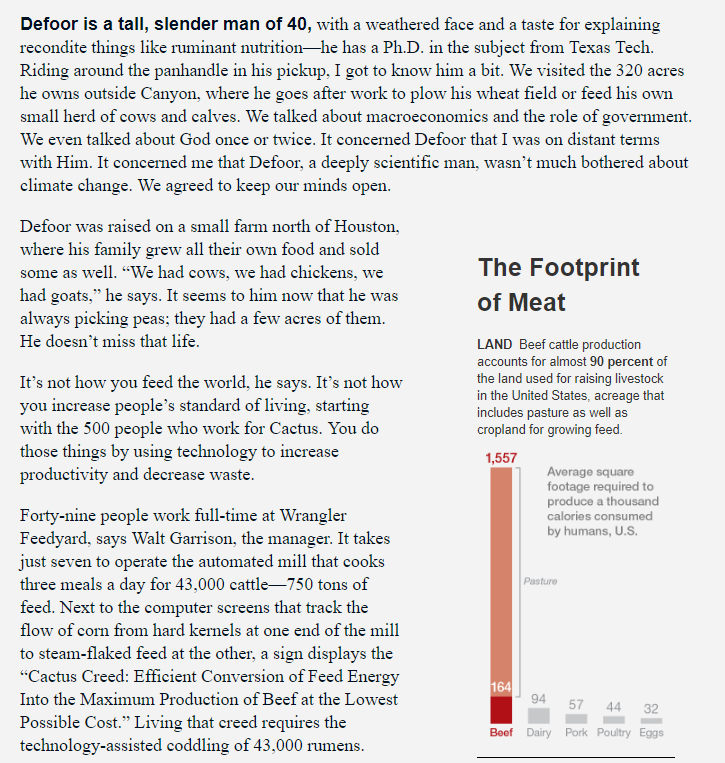 Defoor is a tall, slender man of 40, with a weathered face and a taste for explaining
recondite things like ruminant nutrition—he has a Ph.D. in the subject from Texas Tech.
Riding around the panhandle in his pickup, I got to know him a bit. We visited the 320 acres
he owns outside Canyon, where he goes after work to plow his wheat field or feed his own
small herd of cows and calves. We talked about macroeconomics and the role of government.
We even talked about God once or twice. It concerned Defoor that I was on distant terms
with Him. It concerned me that Defoor, a deeply scientific man, wasn’t much bothered about
climate change. We agreed to keep our minds open.
Defoor was raised on a small farm north of Houston,
where his family grew all their own food and sold
some as well. “We had cows, we had chickens, we
had goats,” he says. It seems to him now that he was
always picking peas; they had a few acres of them.
He doesn’t miss that life.
It’s not how you feed the world, he says. It’s not how
you increase people’s standard of living, starting
with the 500 people who work for Cactus. You do
those things by using technology to increase
productivity and decrease waste.
Forty-nine people work full-time at Wrangler
Feedyard, says Walt Garrison, the manager. It takes
just seven to operate the automated mill that cooks
three meals a day for 43,000 cattle—750 tons of
feed. Next to the computer screens that track the
flow of corn from hard kernels at one end of the mill
to steam-flaked feed at the other, a sign displays the
“Cactus Creed: Efficient Conversion of Feed Energy
Into the Maximum Production of Beef at the Lowest
Possible Cost.” Living that creed requires the
technology-assisted coddling of 43,000 rumens.
The Footprint
of Meat
LAND Beef cattle production
accounts for almost 90 percent of
the land used for raising livestock
in the United States, acreage that
includes pasture as well as
cropland for growing feed.
1,557
Average square
footage required to
produce a thousand
calories consumed
by humans, U.S.
Pasture
164
94
57
44
32
Beef Dairy Pork Poultry Eggs